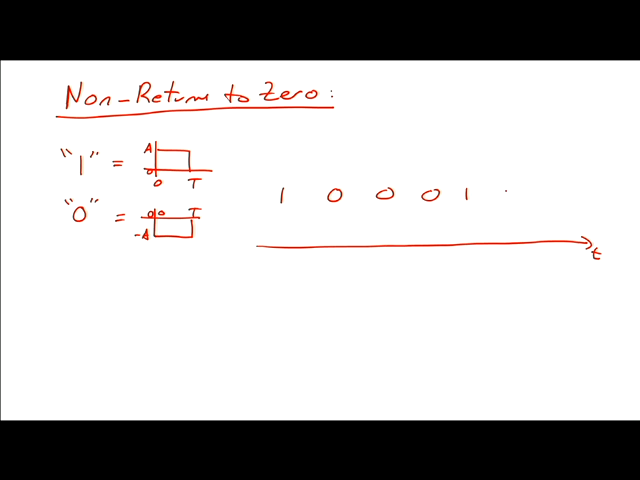 Non-Return to Zero:
"1" =
A
0
0 T
"0" =
0 0 T
-A
1 0 0 0 1
t